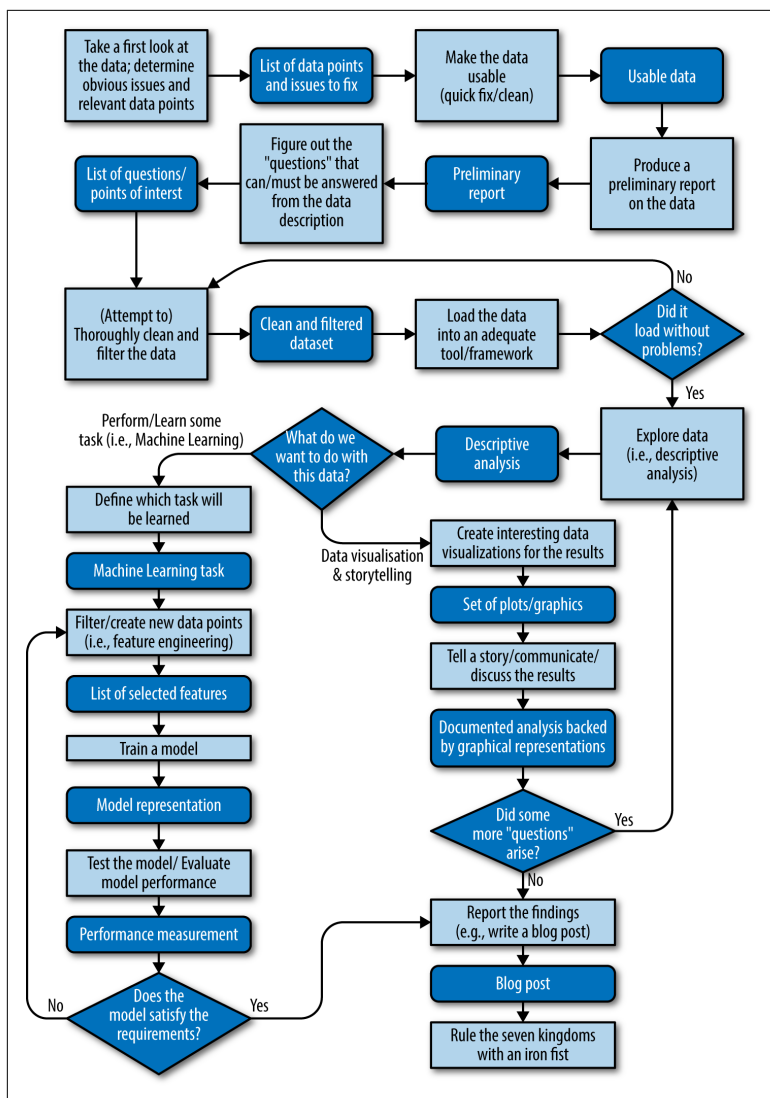 Take a first look at
the data; determine
obvious issues and
relevant data points
List of data points
and issues to fix
Make the data
usable
(quick fix/clean)
Usable data
Produce a
preliminary report
on the data
Preliminary
report
Figure out the
"questions" that
can/must be answered
from the data
description
List of questions/
points of interst
(Attempt to)
Thoroughly clean and
filter the data
Clean and filtered
dataset
Load the data
into an adequate
tool/framework
Did it
load without
problems?
No
Yes
Explore data
(i.e., descriptive
analysis)
Descriptive
analysis
What do we
want to do with
this data?
Perform/Learn some
task (i.e., Machine Learning)
Define which task will
be learned
Machine Learning task
Filter/create new data points
(i.e., feature engineering)
List of selected features
Train a model
Model representation
Test the model/ Evaluate
model performance
Performance measurement
Does the
model satisfy the
requirements?
No
Yes
Data visualisation
& storytelling
Create interesting data
visualizations for the results
Set of plots/graphics
Tell a story/communicate/
discuss the results
Documented analysis backed
by graphical representations
Did some
more "questions"
arise?
Yes
No
Report the findings
(e.g., write a blog post)
Blog post
Rule the seven kingdoms
with an iron fist